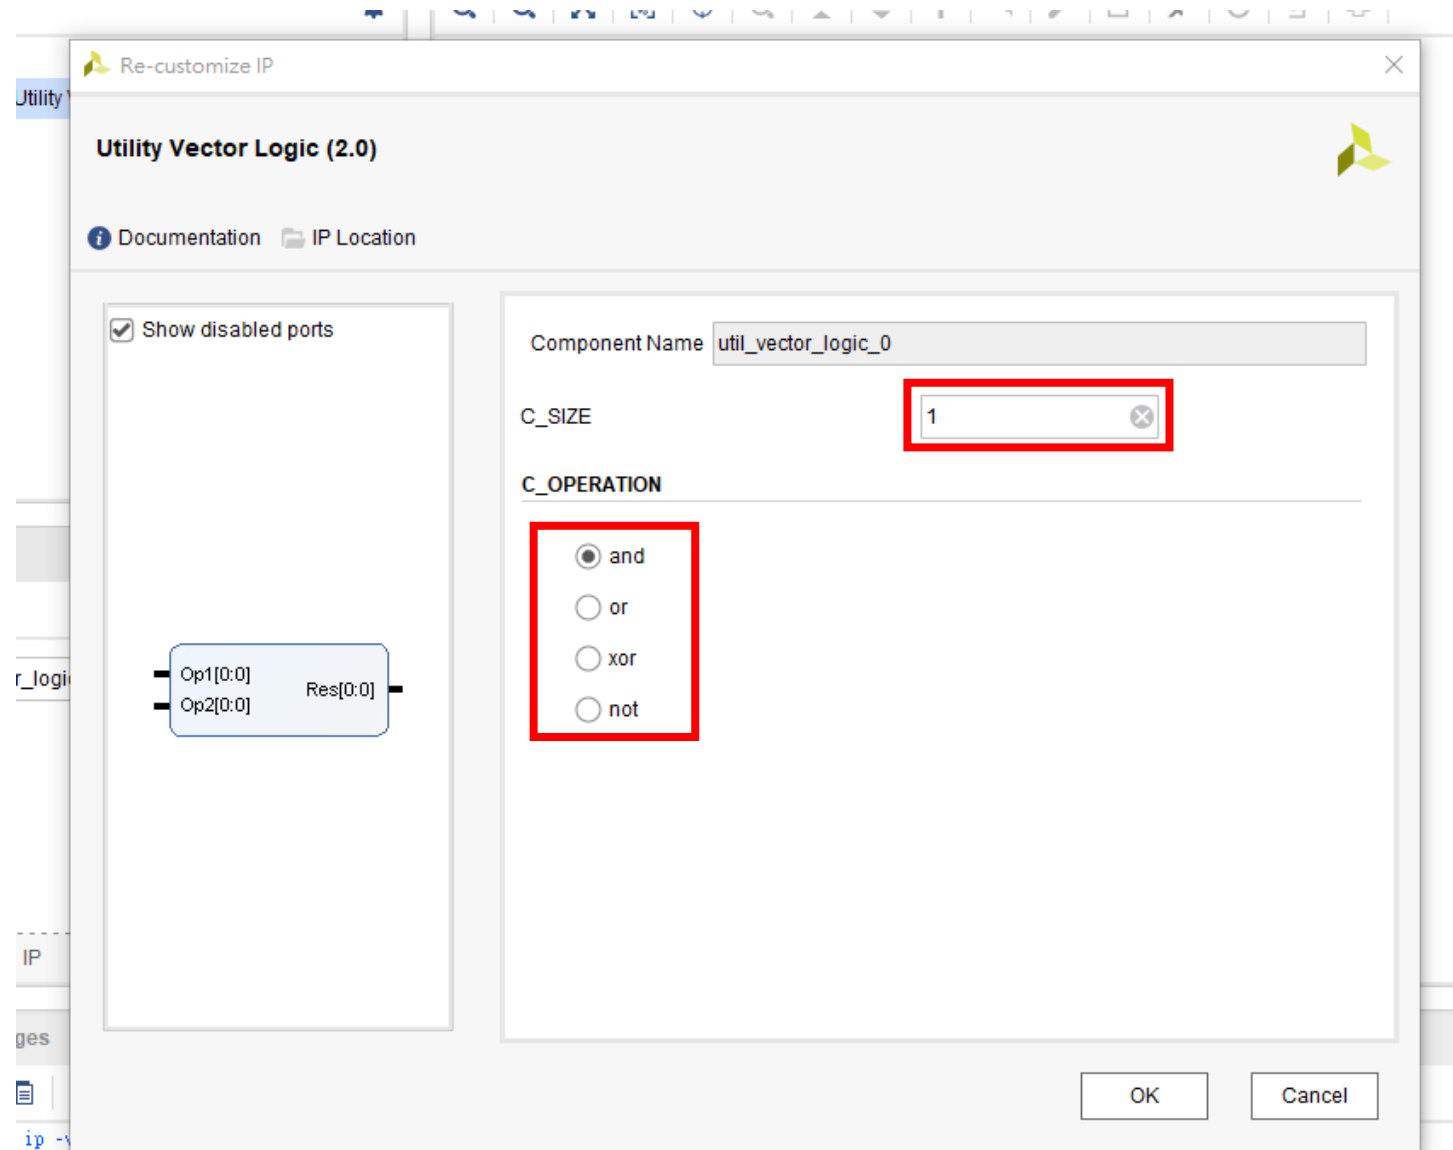 Re-customize IP
Utility
Utility Vector Logic (2.0)
Documentation
IP Location
Show disabled ports
Component Name util_vector_logic_0
C_SIZE 1
C_OPERATION
and
or
xor
not
Op1[0:0]
Op2[0:0]
Res[0:0]
r_logi
IP
ges
OK
Cancel
ip -v